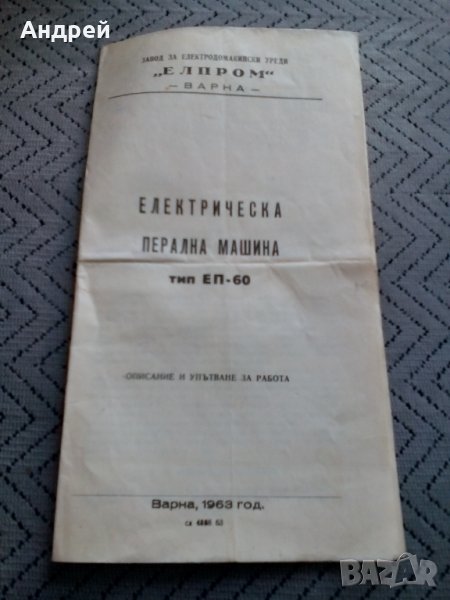 Андрей
ЗАВОД ЗА ЕЛЕКТРОДОМАКИНСКИ УРЕДИ
„ЕЛПРОМ“
— ВАРНА —
ЕЛЕКТРИЧЕСКА
ПЕРАЛНА МАШИНА
тип ЕП-60
ОПИСАНИЕ И УПЪТВАНЕ ЗА РАБОТА
Варна, 1963 год.
BAZAR